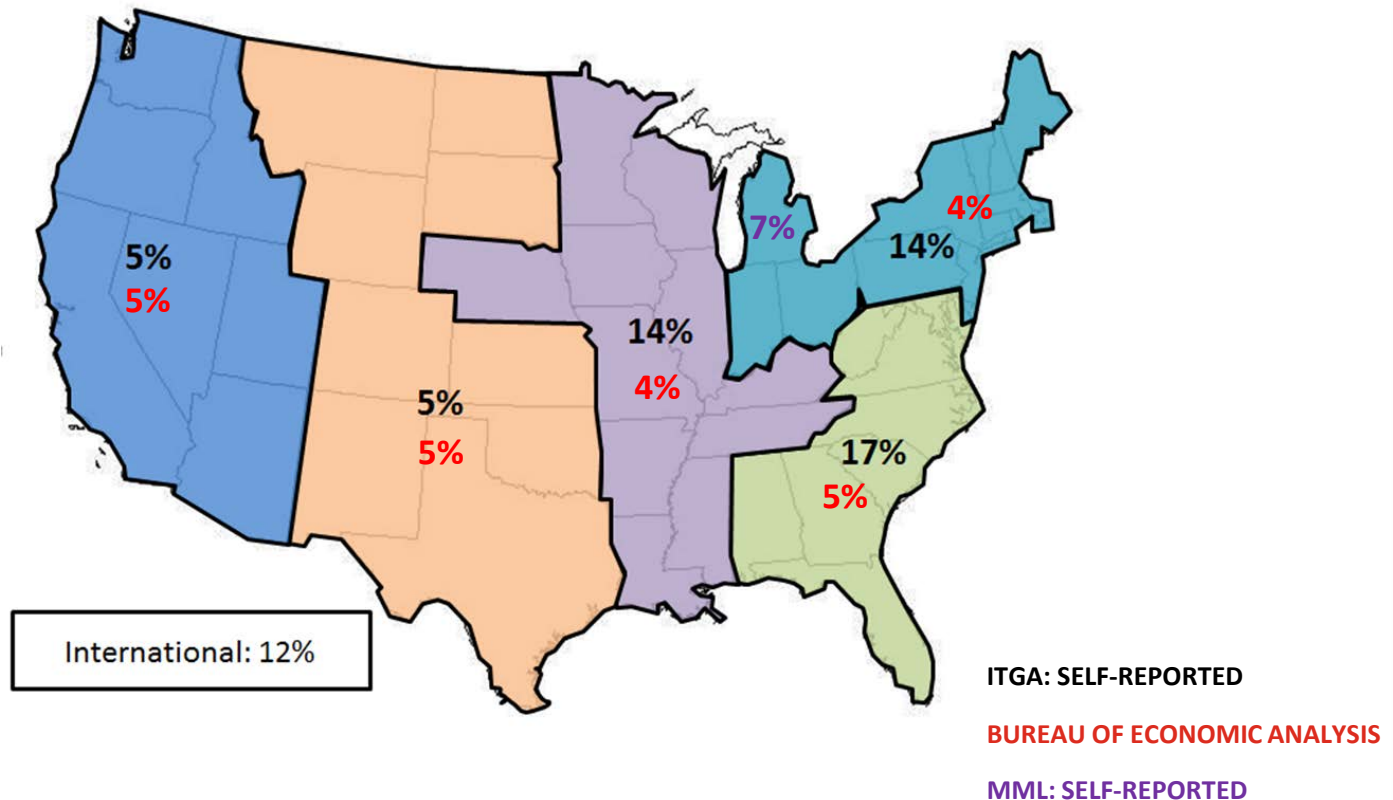 4%
7%
14%
5%
5%
14%
4%
5%
5%
17%
5%
International: 12%
ITGA: SELF-REPORTED
BUREAU OF ECONOMIC ANALYSIS
MML: SELF-REPORTED